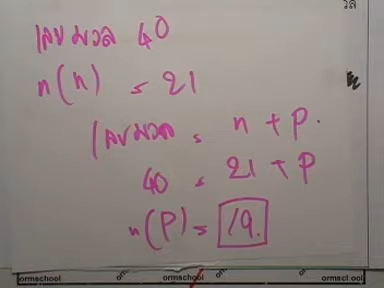 เลขมวล 40
n(n) = 21
เลขมวล = n + p.
40 = 21 + p
n(p) = 19.
ormschool ormschool ormschool